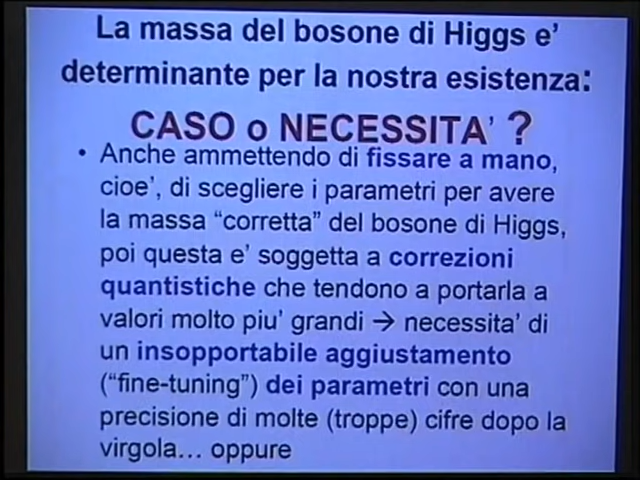 La massa del bosone di Higgs e'
determinante per la nostra esistenza:
CASO o NECESSITA' ?
• Anche ammettendo di fissare a mano,
cioe', di scegliere i parametri per avere
la massa “corretta” del bosone di Higgs,
poi questa e' soggetta a correzioni
quantistiche che tendono a portarla a
valori molto piu' grandi → necessita' di
un insopportabile aggiustamento
(“fine-tuning”) dei parametri con una
precisione di molte (troppe) cifre dopo la
virgola… oppure